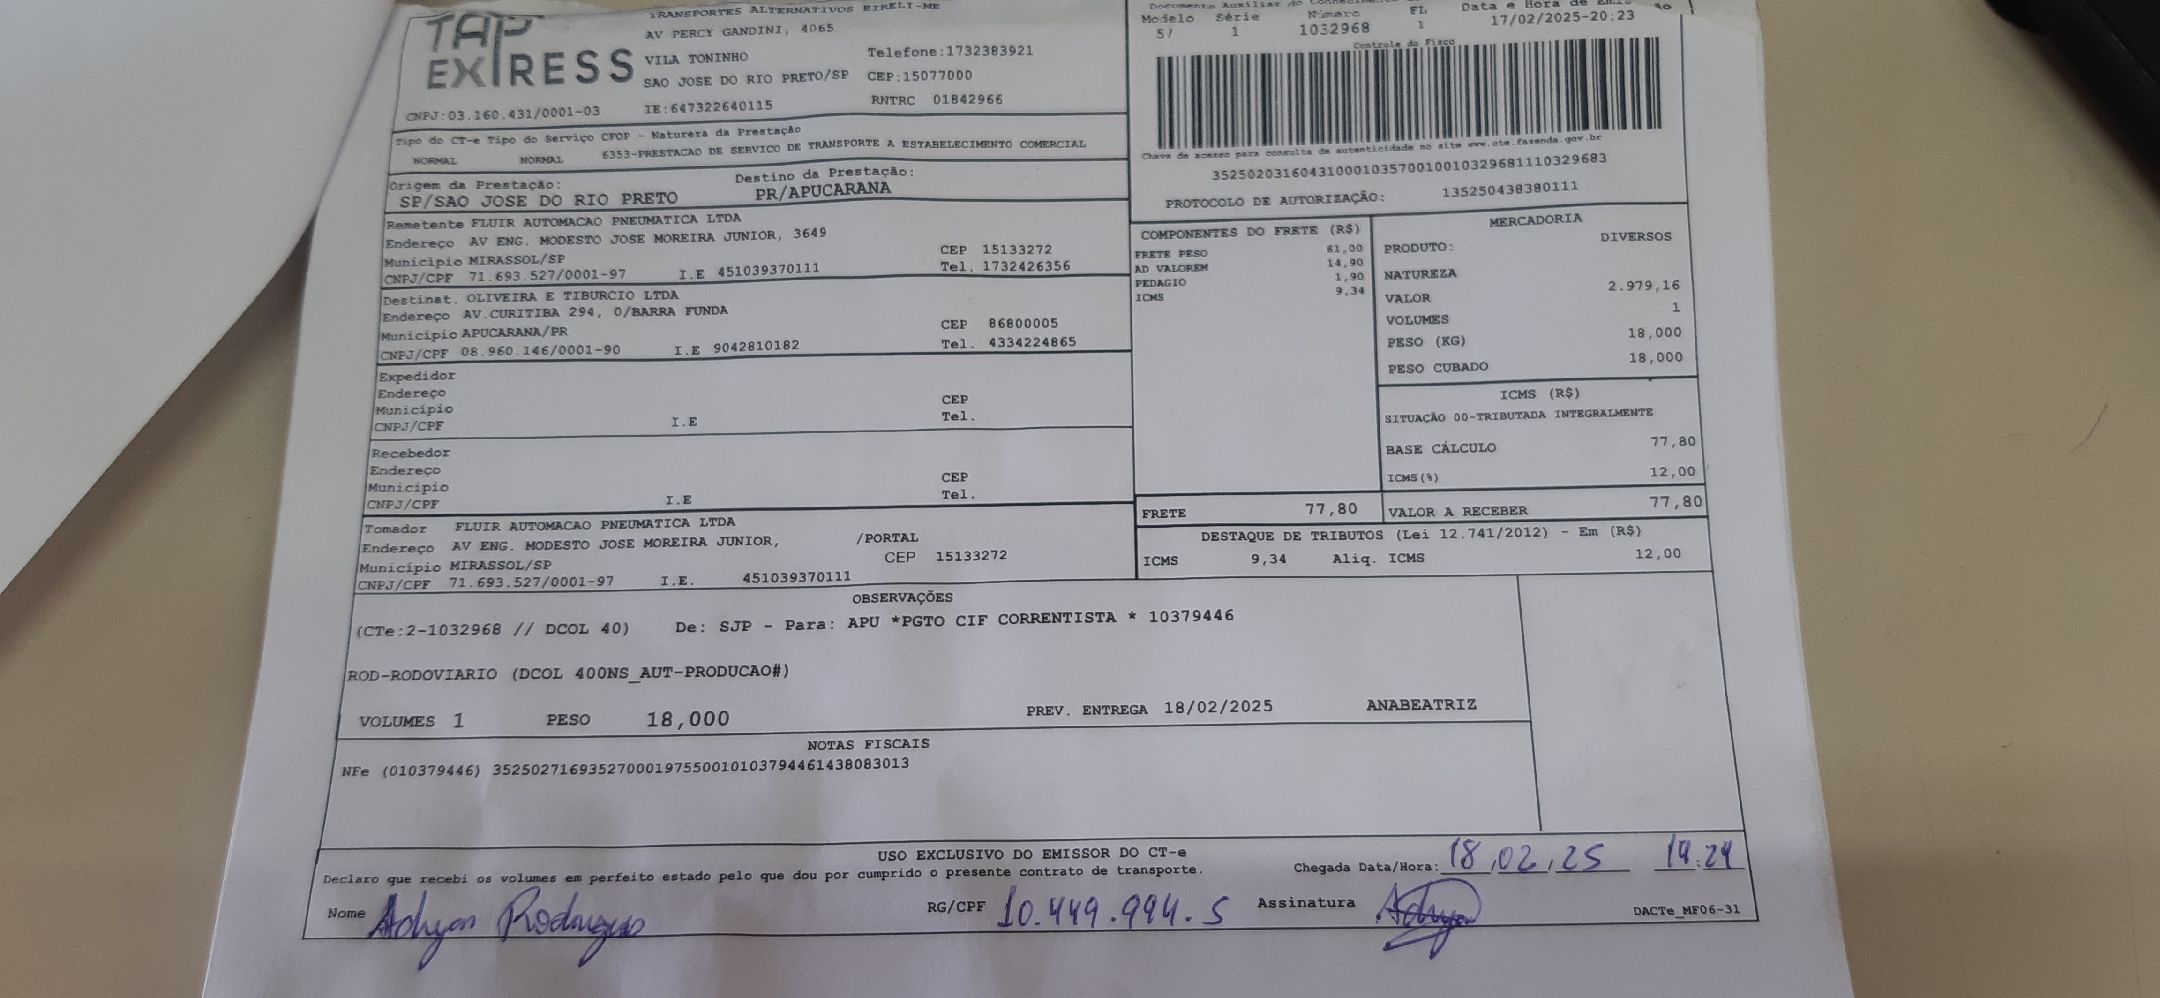 TAP EXPRESS
TRANSPORTES ALTERNATIVOS EIRELI-ME
AV PERCY GANDINI, 4065
VILA TONINHO Telefone:1732383921
SAO JOSE DO RIO PRETO/SP CEP:15077000
CNPJ:03.160.431/0001-03 IE:647322640115 RNTRC 01B42966
Modelo Série Número FL Data e Hora de
57 1 1032968 1 17/02/2025-20:23
Controle do Fisco
Chave de acesso para consulta de autenticidade no site www.cte.fazenda.gov.br
35250203160431000103570010010329681110329683
PROTOCOLO DE AUTORIZAÇÃO: 135250438380111
Tipo do CT-e Tipo do Serviço CFOP - Natureza da Prestação
NORMAL NORMAL 6353-PRESTACAO DE SERVICO DE TRANSPORTE A ESTABELECIMENTO COMERCIAL
Origem da Prestação: Destino da Prestação:
SP/SAO JOSE DO RIO PRETO PR/APUCARANA
Remetente FLUIR AUTOMACAO PNEUMATICA LTDA
Endereço AV ENG. MODESTO JOSE MOREIRA JUNIOR, 3649
Município MIRASSOL/SP CEP 15133272
CNPJ/CPF 71.693.527/0001-97 I.E 451039370111 Tel. 1732426356
Destinat. OLIVEIRA E TIBURCIO LTDA
Endereço AV.CURITIBA 294, 0/BARRA FUNDA
Município APUCARANA/PR CEP 86800005
CNPJ/CPF 08.960.146/0001-90 I.E 9042810182 Tel. 4334224865
Expedidor
Endereço
Município CEP
CNPJ/CPF I.E Tel.
Recebedor
Endereço
Município CEP
CNPJ/CPF I.E Tel.
Tomador FLUIR AUTOMACAO PNEUMATICA LTDA
Endereço AV ENG. MODESTO JOSE MOREIRA JUNIOR, /PORTAL
Município MIRASSOL/SP CEP 15133272
CNPJ/CPF 71.693.527/0001-97 I.E. 451039370111
COMPONENTES DO FRETE (R$)
FRETE PESO 61,00
AD VALOREM 14,90
PEDAGIO 1,90
ICMS 9,34
FRETE 77,80
MERCADORIA
PRODUTO: DIVERSOS
NATUREZA
VALOR 2.979,16
VOLUMES 1
PESO (KG) 18,000
PESO CUBADO 18,000
ICMS (R$)
SITUAÇÃO 00-TRIBUTADA INTEGRALMENTE
BASE CÁLCULO 77,80
ICMS(%) 12,00
VALOR A RECEBER 77,80
DESTAQUE DE TRIBUTOS (Lei 12.741/2012) - Em (R$)
ICMS 9,34 Aliq. ICMS 12,00
OBSERVAÇÕES
(CTe:2-1032968 // DCOL 40) De: SJP - Para: APU *PGTO CIF CORRENTISTA * 10379446
ROD-RODOVIARIO (DCOL 400NS_AUT-PRODUCAO#)
VOLUMES 1 PESO 18,000 PREV. ENTREGA 18/02/2025 ANABEATRIZ
NOTAS FISCAIS
NFe (010379446) 35250271693527000197550010103794461438083013
USO EXCLUSIVO DO EMISSOR DO CT-e
Declaro que recebi os volumes em perfeito estado pelo que dou por cumprido o presente contrato de transporte. Chegada Data/Hora: 18,02,25 14:24
Nome Rodrigues RG/CPF 10.449.994.5 Assinatura
DACTe_MF06-31